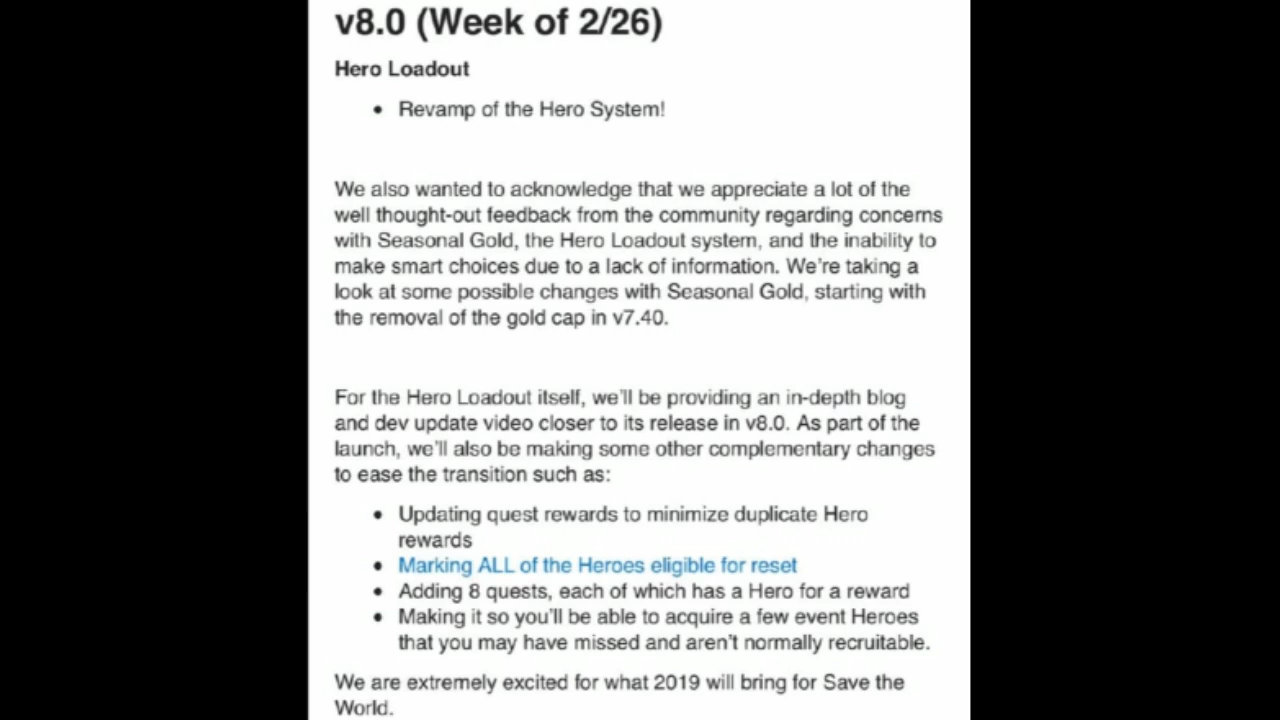 v8.0 (Week of 2/26)
Hero Loadout
• Revamp of the Hero System!
We also wanted to acknowledge that we appreciate a lot of the
well thought-out feedback from the community regarding concerns
with Seasonal Gold, the Hero Loadout system, and the inability to
make smart choices due to a lack of information. We're taking a
look at some possible changes with Seasonal Gold, starting with
the removal of the gold cap in v7.40.
For the Hero Loadout itself, we'll be providing an in-depth blog
and dev update video closer to its release in v8.0. As part of the
launch, we'll also be making some other complementary changes
to ease the transition such as:
• Updating quest rewards to minimize duplicate Hero
rewards
• Marking ALL of the Heroes eligible for reset
• Adding 8 quests, each of which has a Hero for a reward
• Making it so you'll be able to acquire a few event Heroes
that you may have missed and aren't normally recruitable.
We are extremely excited for what 2019 will bring for Save the
World.